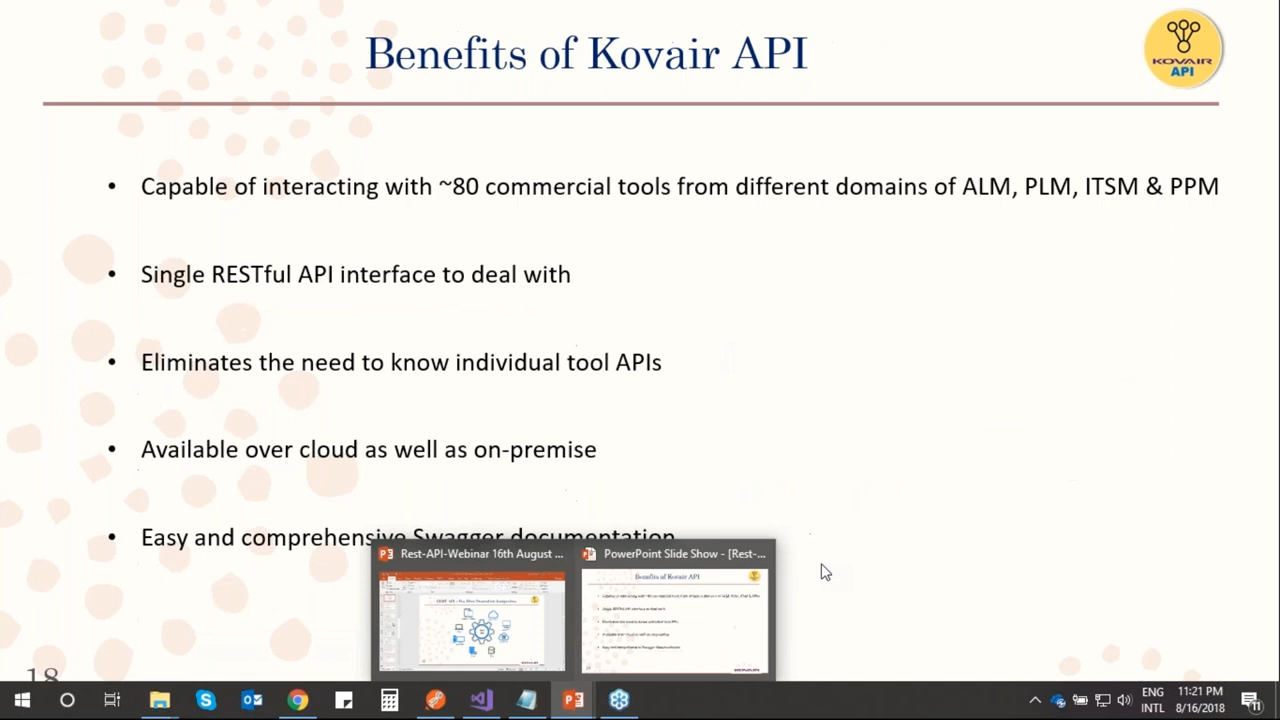 Benefits of Kovair API
KOVAIR
API
• Capable of interacting with ~80 commercial tools from different domains of ALM, PLM, ITSM & PPM
• Single RESTful API interface to deal with
• Eliminates the need to know individual tool APIs
• Available over cloud as well as on-premise
• Easy and comprehensive Swagger documentation
Rest-API-Webinar 16th August ...
PowerPoint Slide Show - [Rest-...
Benefits of Kovair API
18
ENG
INTL
11:21 PM
8/16/2018
11